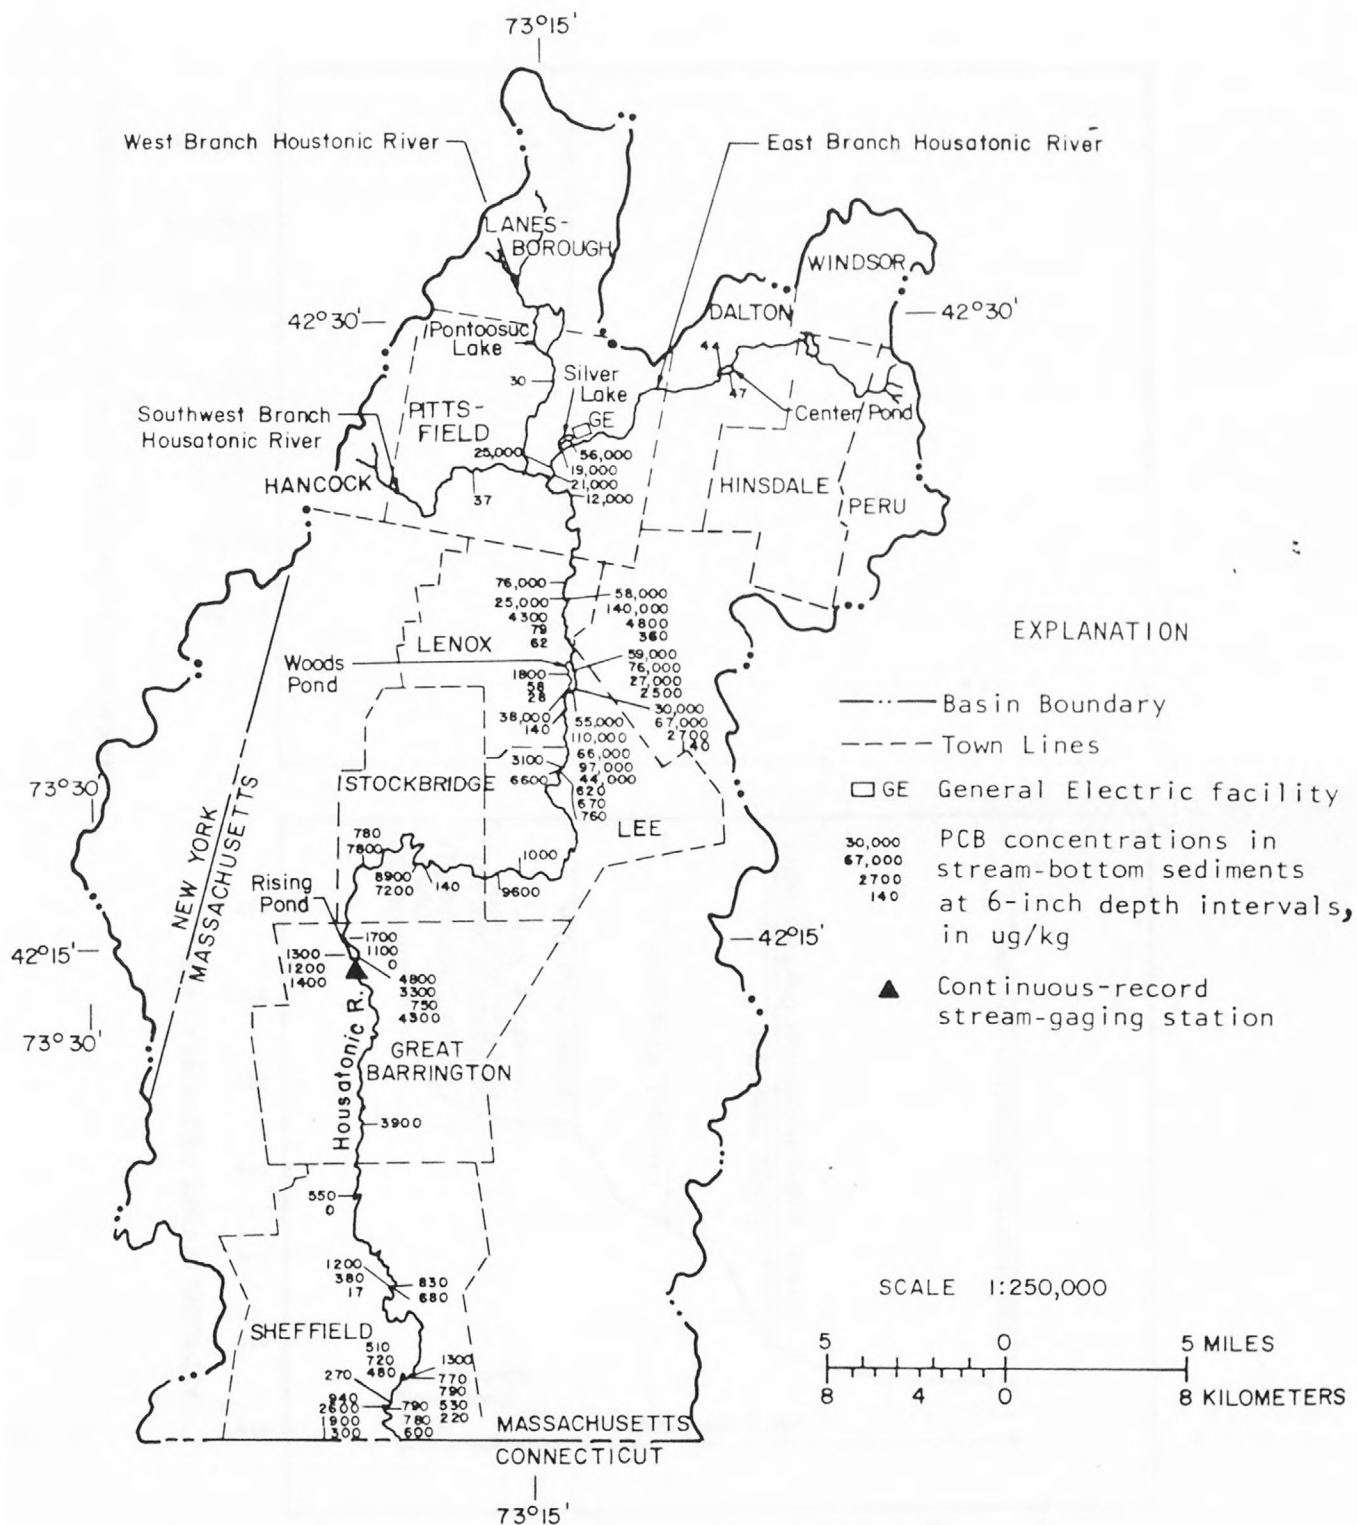 73°15'
West Branch Houstonic River
East Branch Housatonic River
LANES-
BOROUGH
WINDSOR
42°30'
DALTON
42°30'
Pontoosuc
Lake
44
30
Silver
Lake
47
Center Pond
Southwest Branch
Housatonic River
PITTS-
FIELD
GE
25,000
56,000
19,000
21,000
12,000
HANCOCK
37
HINSDALE
PERU
76,000
25,000
4300
79
62
58,000
140,000
4800
360
LENOX
Woods
Pond
1800
58
28
59,000
76,000
27,000
2500
38,000
140
30,000
67,000
2700
140
55,000
110,000
66,000
97,000
44,000
620
670
760
3100
6600
STOCKBRIDGE
LEE
73°30'
NEW YORK
MASSACHUSETTS
780
7800
8900
7200
140
1000
9600
Rising
Pond
1700
1100
0
1300
1200
1400
4800
3300
750
4300
42°15'
42°15'
73°30'
Housatonic R.
GREAT
BARRINGTON
3900
550
0
1200
380
17
830
680
SHEFFIELD
510
720
480
1300
770
790
530
220
270
940
2600
900
300
790
780
600
MASSACHUSETTS
CONNECTICUT
73°15'
EXPLANATION
Basin Boundary
Town Lines
GE General Electric facility
30,000
67,000
2700
140
PCB concentrations in
stream-bottom sediments
at 6-inch depth intervals,
in ug/kg
Continuous-record
stream-gaging station
SCALE 1:250,000
5 0 5 MILES
8 4 0 8 KILOMETERS